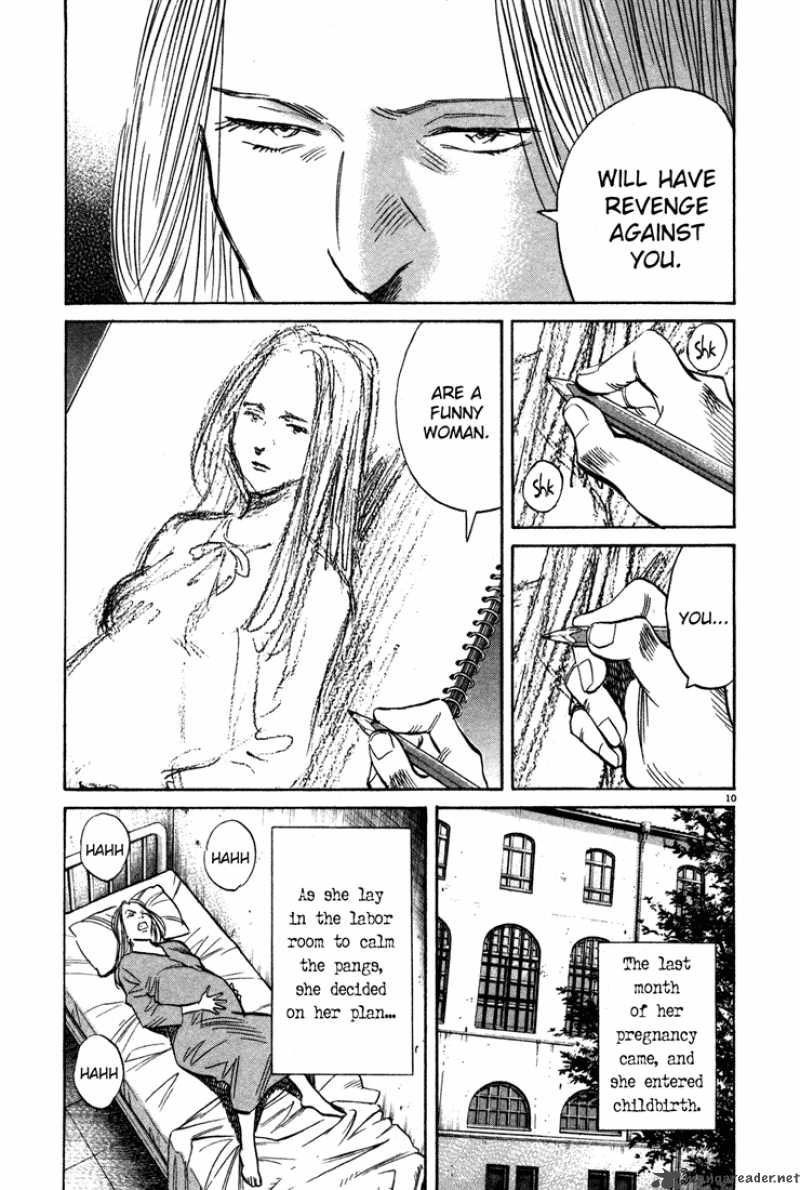 WILL HAVE
REVENGE
AGAINST
YOU.
Shk
Shk
YOU...
ARE A
FUNNY
WOMAN.
10
The last
month
of her
pregnancy
came, and
she entered
childbirth.
As she lay
in the labor
room to calm
the pangs,
she decided
on her plan...
HAHH
HAHH
HAHH